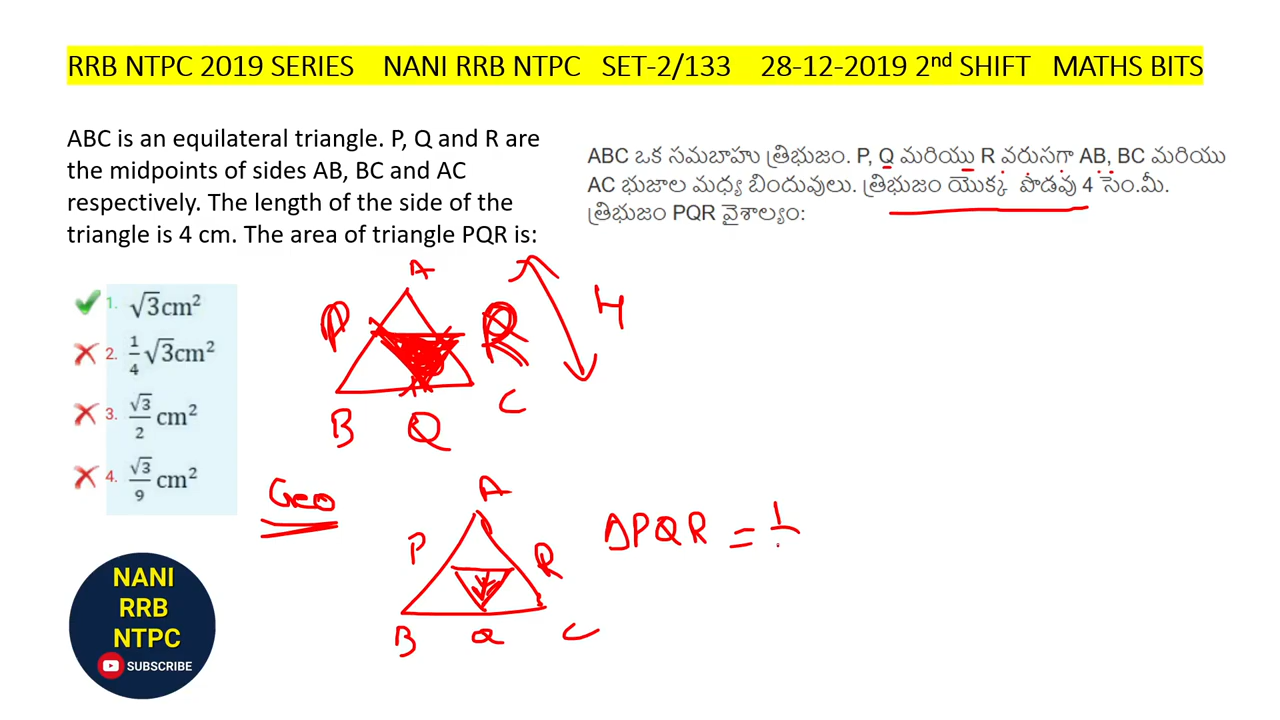 RRB NTPC 2019 SERIES NANI RRB NTPC SET-2/133 28-12-2019 2nd SHIFT MATHS BITS
ABC is an equilateral triangle. P, Q and R are
the midpoints of sides AB, BC and AC
respectively. The length of the side of the
triangle is 4 cm. The area of triangle PQR is:
ABC ఒక సమబాహు త్రిభుజం. P, Q మరియు R వరుసగా AB, BC మరియు
AC భుజాల మధ్య బిందువులు. త్రిభుజం యొక్క పొడవు 4 సెం.మీ.
త్రిభుజం PQR వైశాల్యం:
1. √3cm²
2. 1/4 √3cm²
3. √3/2 cm²
4. √3/9 cm²
A
P
R
4
B
Q
C
Geo
A
P
R
B
Q
C
ΔPQR = 1
NANI
RRB
NTPC
SUBSCRIBE